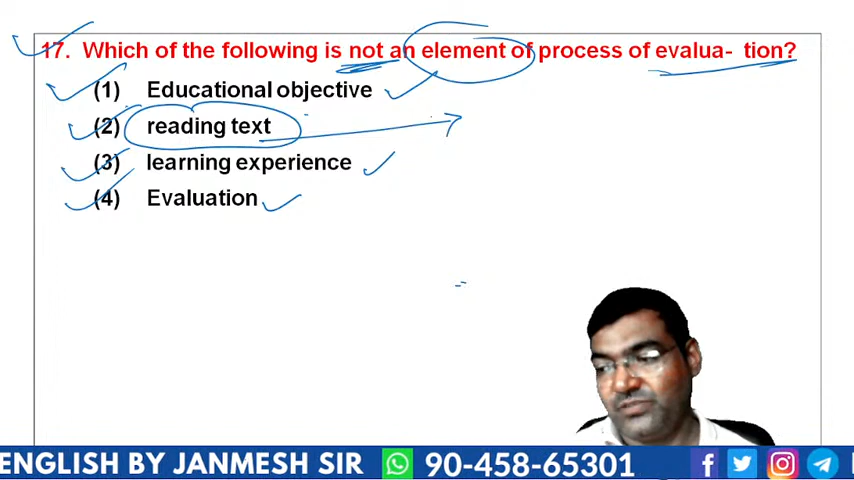 17. Which of the following is not an element of process of evalua- tion?
(1) Educational objective
(2) reading text
(3) learning experience
(4) Evaluation
ENGLISH BY JANMESH SIR 90-458-65301